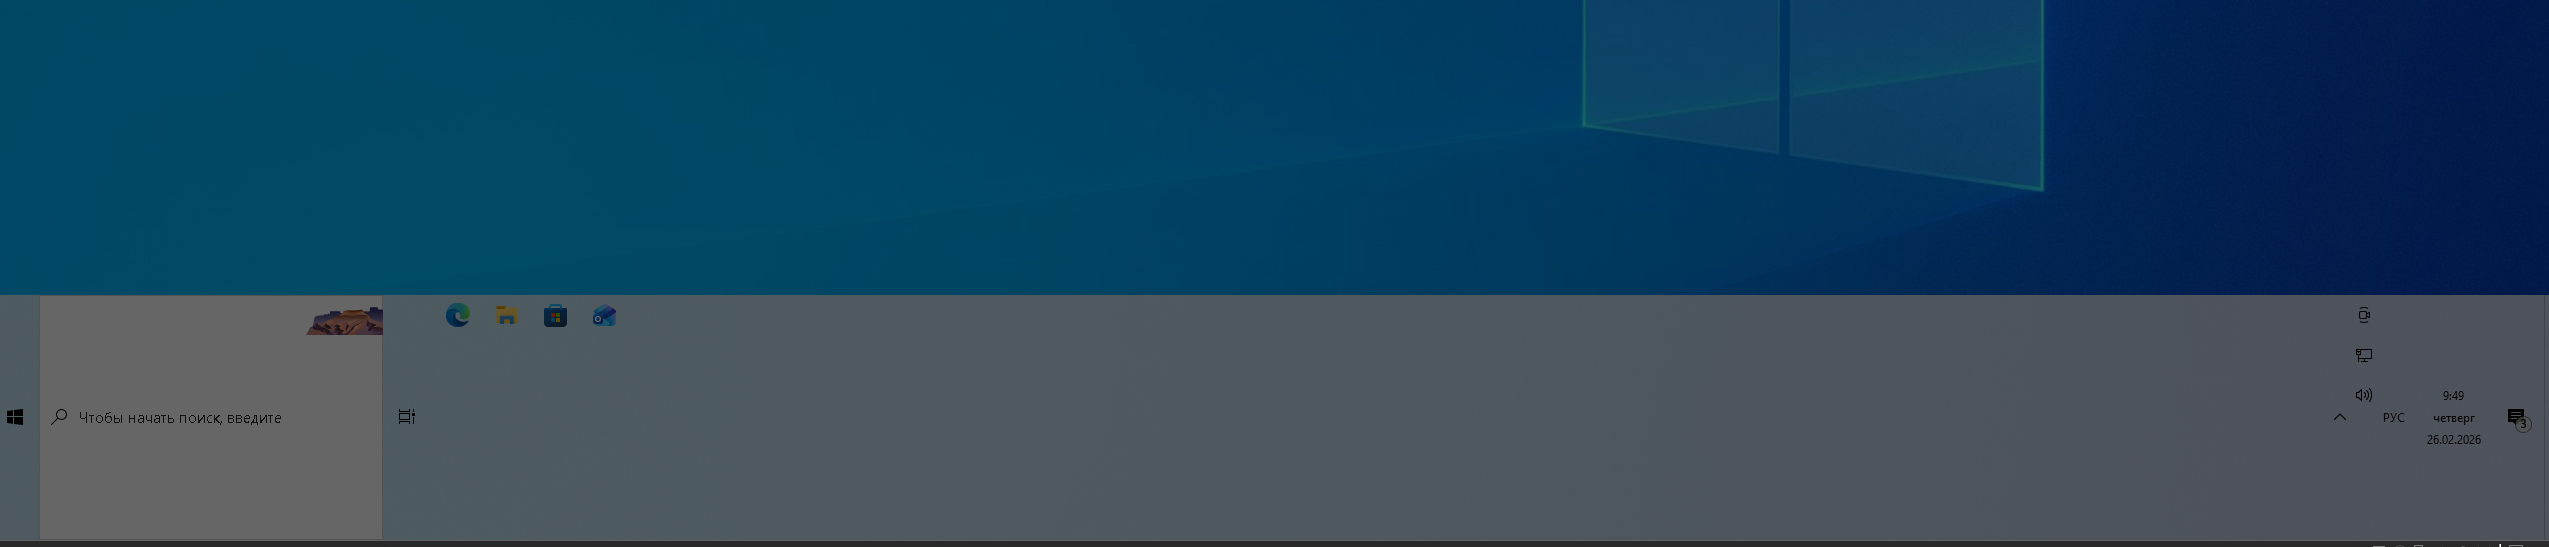 Чтобы начать поиск, введите
РУС
9:49
четверг
26.02.2026
3